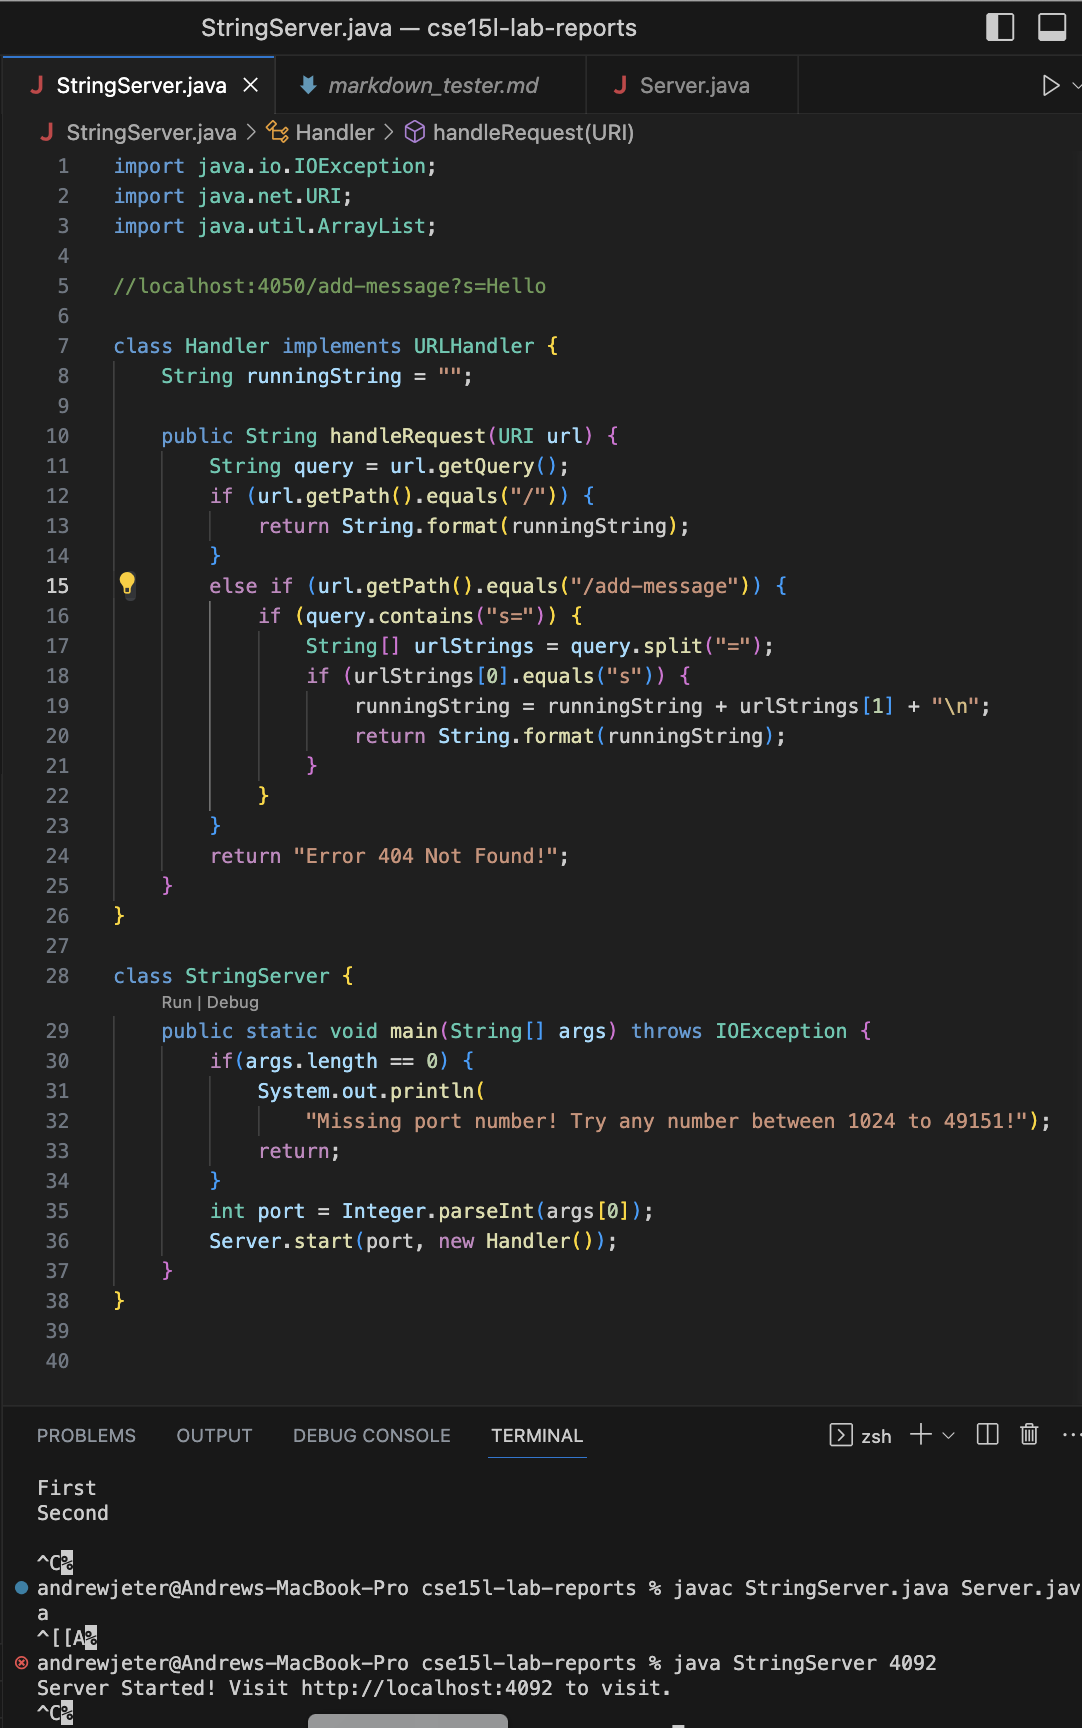 StringServer.java — cse15l-lab-reports
J StringServer.java × markdown_tester.md J Server.java
J StringServer.java > Handler > handleRequest(URI)
1 import java.io.IOException;
2 import java.net.URI;
3 import java.util.ArrayList;
4
5 //localhost:4050/add-message?s=Hello
6
7 class Handler implements URLHandler {
8     String runningString = "";
9
10     public String handleRequest(URI url) {
11         String query = url.getQuery();
12         if (url.getPath().equals("/")) {
13             return String.format(runningString);
14         }
15         else if (url.getPath().equals("/add-message")) {
16             if (query.contains("s=")) {
17                 String[] urlStrings = query.split("=");
18                 if (urlStrings[0].equals("s")) {
19                     runningString = runningString + urlStrings[1] + "\n";
20                     return String.format(runningString);
21                 }
22             }
23         }
24         return "Error 404 Not Found!";
25     }
26 }
27
28 class StringServer {
Run | Debug
29     public static void main(String[] args) throws IOException {
30         if(args.length == 0) {
31             System.out.println(
32                 "Missing port number! Try any number between 1024 to 49151!");
33             return;
34         }
35         int port = Integer.parseInt(args[0]);
36         Server.start(port, new Handler());
37     }
38 }
39
40
PROBLEMS OUTPUT DEBUG CONSOLE TERMINAL zsh
First
Second
^C%
andrewjeter@Andrews-MacBook-Pro cse15l-lab-reports % javac StringServer.java Server.jav
a
^[[A%
andrewjeter@Andrews-MacBook-Pro cse15l-lab-reports % java StringServer 4092
Server Started! Visit http://localhost:4092 to visit.
^C%